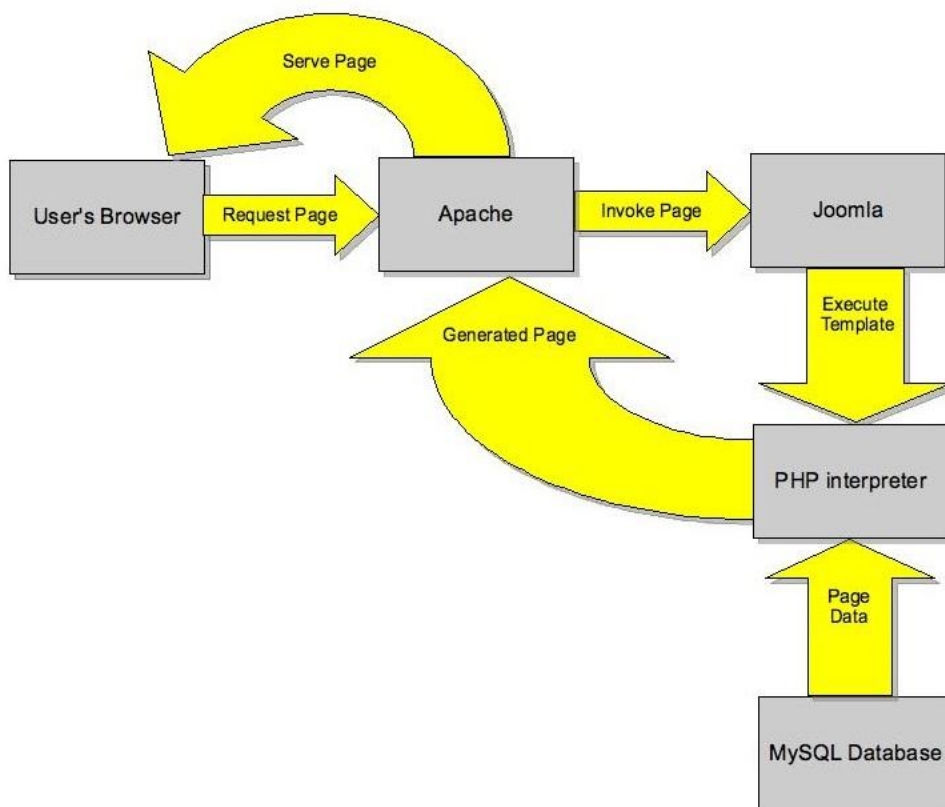 Serve Page
User's Browser
Request Page
Apache
Invoke Page
Joomla
Execute
Template
Generated Page
PHP interpreter
Page
Data
MySQL Database